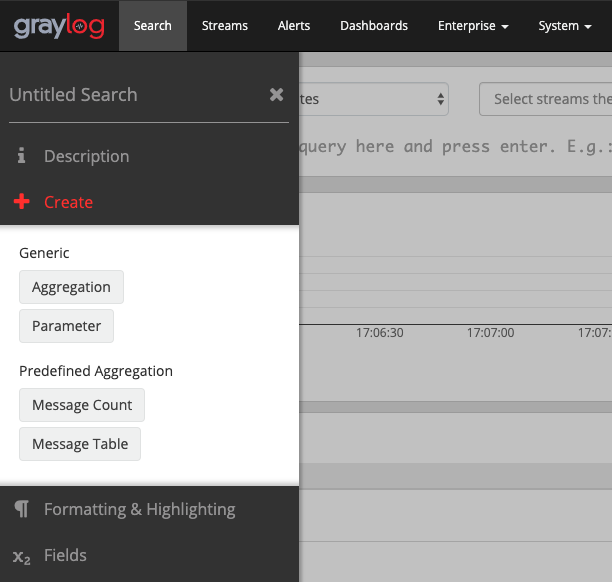 graylog Search Streams Alerts Dashboards Enterprise System
Untitled Search
tes
Select streams the
Description
query here and press enter. E.g.:
Create
Generic
Aggregation
Parameter
17:06:30 17:07:00 17:07:
Predefined Aggregation
Message Count
Message Table
Formatting & Highlighting
x₂ Fields